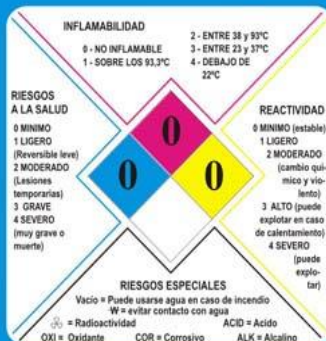 INFLAMABILIDAD
0 - NO INFLAMABLE
1 - SOBRE LOS 93,3ºC
2 - ENTRE 38 y 93ºC
3 - ENTRE 23 y 37ºC
4 - DEBAJO DE
22ºC
RIESGOS
A LA SALUD
0 MINIMO
1 LIGERO
(Reversible leve)
2 MODERADO
(Lesiones
temporarias)
3 GRAVE
4 SEVERO
(muy grave o
muerte)
0
0
0
REACTIVIDAD
0 MINIMO (estable)
1 LIGERO
2 MODERADO
(cambio quí-
mico y vio-
lento)
3 ALTO (puede
explotar en caso
de calentamiento)
4 SEVERO
(puede
explo-
tar)
RIESGOS ESPECIALES
Vacío = Puede usarse agua en caso de incendio
W = evitar contacto con agua
= Radioactividad
ACID = Acido
OXI = Oxidante
COR = Corrosivo
ALK = Alcalino